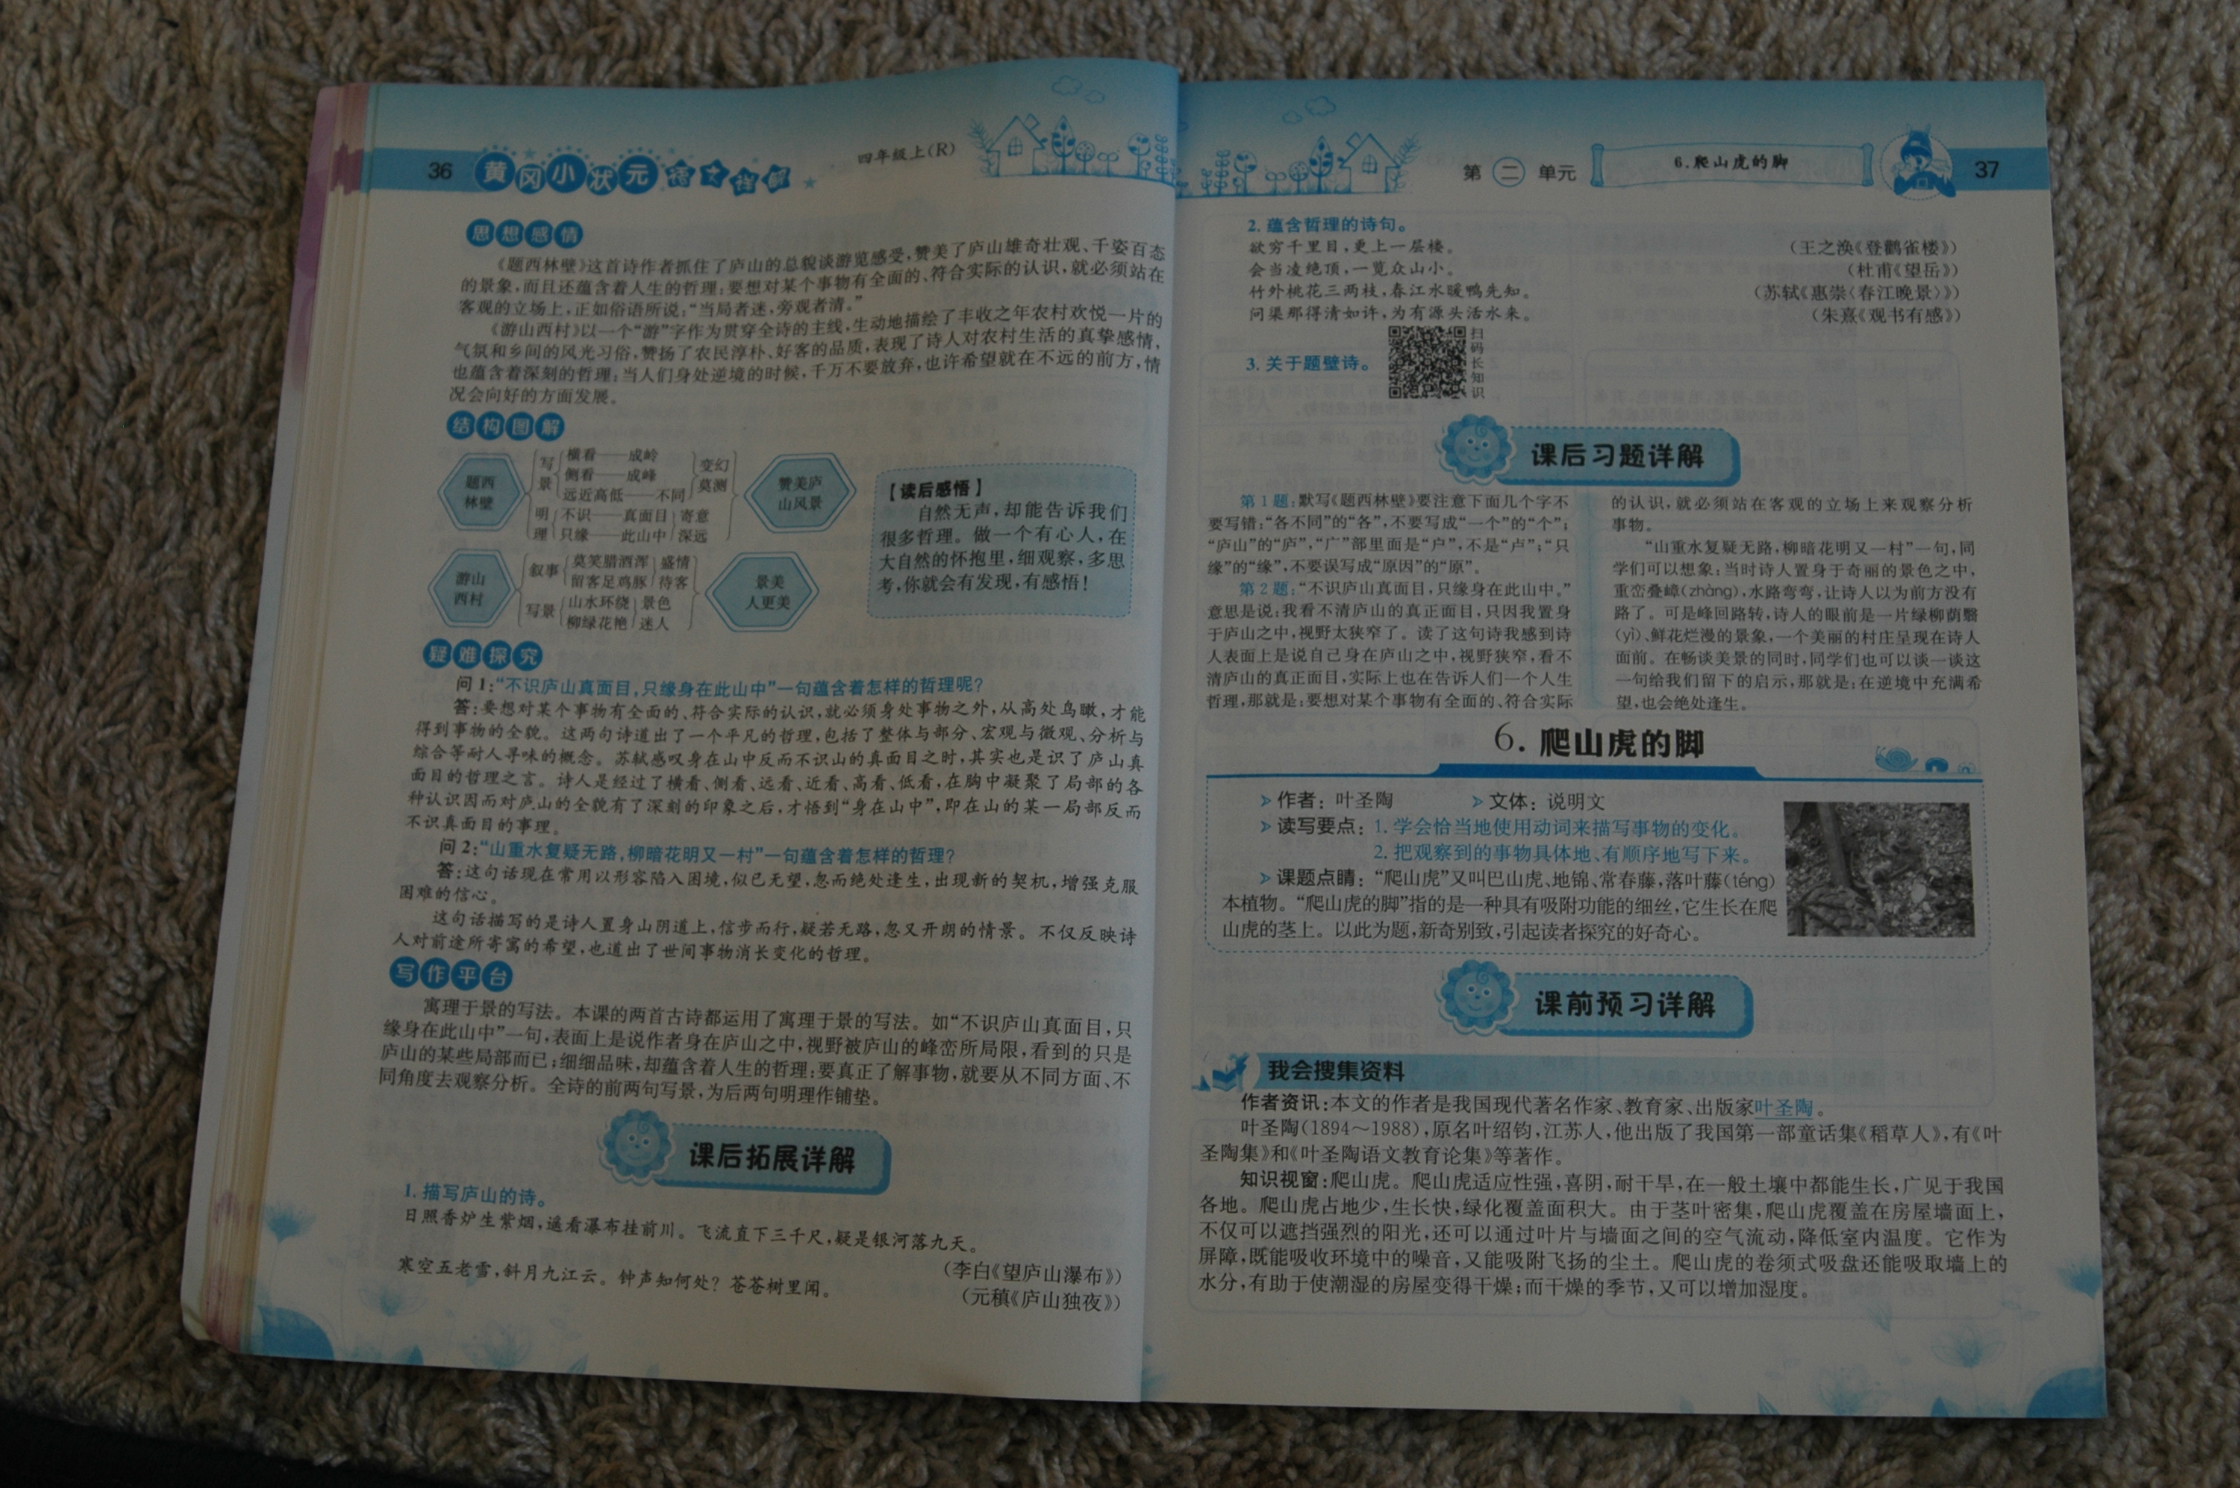 36 黄冈小状元 语文详解 四年级上(R)
思想感情
《题西林壁》这首诗作者抓住了庐山的总貌谈游览感受,赞美了庐山雄奇壮观、千姿百态
的景象,而且还蕴含着人生的哲理:要想对某个事物有全面的、符合实际的认识,就必须站在
客观的立场上,正如俗语所说:“当局者迷,旁观者清。”
《游山西村》以一个“游”字作为贯穿全诗的主线,生动地描绘了丰收之年农村欢悦一片的
气氛和乡间的风光习俗,赞扬了农民淳朴、好客的品质,表现了诗人对农村生活的真挚感情,
也蕴含着深刻的哲理:当人们身处逆境的时候,千万不要放弃,也许希望就在不远的前方,情
况会向好的方面发展。
结构图解
题西
林壁
写
景
横看——成岭
侧看——成峰
远近高低——不同
变幻
莫测
明
理
不识——真面目
只缘——此山中
寄意
深远
赞美庐
山风景
游山
西村
叙事
莫笑腊酒浑
留客足鸡豚
盛情
待客
写景
山水环绕
柳绿花艳
景色
迷人
景美
人更美
【读后感悟】
自然无声,却能告诉我们
很多哲理。做一个有心人,在
大自然的怀抱里,细观察,多思
考,你就会有发现,有感悟!
疑难探究
问1:“不识庐山真面目,只缘身在此山中”一句蕴含着怎样的哲理呢?
答:要想对某个事物有全面的、符合实际的认识,就必须身处事物之外,从高处鸟瞰,才能
得到事物的全貌。这两句诗道出了一个平凡的哲理,包括了整体与部分、宏观与微观、分析与
综合等耐人寻味的概念。苏轼感叹身在山中反而不识山的真面目之时,其实也是识了庐山真
面目的哲理之言。诗人是经过了横看、侧看、远看、近看、高看、低看,在胸中凝聚了局部的各
种认识因而对庐山的全貌有了深刻的印象之后,才悟到“身在山中”,即在山的某一局部反而
不识真面目的事理。
问2:“山重水复疑无路,柳暗花明又一村”一句蕴含着怎样的哲理?
答:这句话现在常用以形容陷入困境,似已无望,忽而绝处逢生,出现新的契机,增强克服
困难的信心。
这句话描写的是诗人置身山阴道上,信步而行,疑若无路,忽又开朗的情景。不仅反映诗
人对前途所寄寓的希望,也道出了世间事物消长变化的哲理。
写作平台
寓理于景的写法。本课的两首古诗都运用了寓理于景的写法。如“不识庐山真面目,只
缘身在此山中”一句,表面上是说作者身在庐山之中,视野被庐山的峰峦所局限,看到的只是
庐山的某些局部而已;细细品味,却蕴含着人生的哲理,要真正了解事物,就要从不同方面、不
同角度去观察分析。全诗的前两句写景,为后两句明理作铺垫。
课后拓展详解
1.描写庐山的诗。
日照香炉生紫烟,遥看瀑布挂前川。飞流直下三千尺,疑是银河落九天。
(李白《望庐山瀑布》)
寒空五老雪,斜月九江云。钟声知何处?苍苍树里闻。
(元稹《庐山独夜》)
第二单元 6.爬山虎的脚 37
2.蕴含哲理的诗句。
欲穷千里目,更上一层楼。 (王之涣《登鹳雀楼》)
会当凌绝顶,一览众山小。 (杜甫《望岳》)
竹外桃花三两枝,春江水暖鸭先知。 (苏轼《惠崇〈春江晚景〉》)
问渠那得清如许,为有源头活水来。 (朱熹《观书有感》)
3.关于题壁诗。
扫
码
长
知
识
课后习题详解
第1题:默写《题西林壁》要注意下面几个字不
要写错:“各不同”的“各”,不要写成“一个”的“个”;
“庐山”的“庐”,“广”部里面是“户”,不是“卢”;“只
缘”的“缘”,不要误写成“原因”的“原”。
第2题:“不识庐山真面目,只缘身在此山中。”
意思是说,我看不清庐山的真正面目,只因我置身
于庐山之中,视野太狭窄了。读了这句诗我感到诗
人表面上是说自己身在庐山之中,视野狭窄,看不
清庐山的真正面目,实际上也在告诉人们一个人生
哲理,那就是:要想对某个事物有全面的、符合实际
的认识,就必须站在客观的立场上来观察分析
事物。
“山重水复疑无路,柳暗花明又一村”一句,同
学们可以想象:当时诗人置身于奇丽的景色之中,
重峦叠嶂(zhàng),水路弯弯,让诗人以为前方没有
路了。可是峰回路转,诗人的眼前是一片绿柳荫翳
(yì)、鲜花烂漫的景象,一个美丽的村庄呈现在诗人
面前。在畅谈美景的同时,同学们也可以谈一谈这
一句给我们留下的启示,那就是:在逆境中充满希
望,也会绝处逢生。
6.爬山虎的脚
作者:叶圣陶 文体:说明文
读写要点:1.学会恰当地使用动词来描写事物的变化。
2.把观察到的事物具体地、有顺序地写下来。
课题点睛:“爬山虎”又叫巴山虎、地锦、常春藤,落叶藤(téng)
本植物。“爬山虎的脚”指的是一种具有吸附功能的细丝,它生长在爬
山虎的茎上。以此为题,新奇别致,引起读者探究的好奇心。
课前预习详解
我会搜集资料
作者资讯:本文的作者是我国现代著名作家、教育家、出版家叶圣陶。
叶圣陶(1894～1988),原名叶绍钧,江苏人,他出版了我国第一部童话集《稻草人》,有《叶
圣陶集》和《叶圣陶语文教育论集》等著作。
知识视窗:爬山虎。爬山虎适应性强,喜阴,耐干旱,在一般土壤中都能生长,广见于我国
各地。爬山虎占地少,生长快,绿化覆盖面积大。由于茎叶密集,爬山虎覆盖在房屋墙面上,
不仅可以遮挡强烈的阳光,还可以通过叶片与墙面之间的空气流动,降低室内温度。它作为
屏障,既能吸收环境中的噪音,又能吸附飞扬的尘土。爬山虎的卷须式吸盘还能吸取墙上的
水分,有助于使潮湿的房屋变得干燥;而干燥的季节,又可以增加湿度。